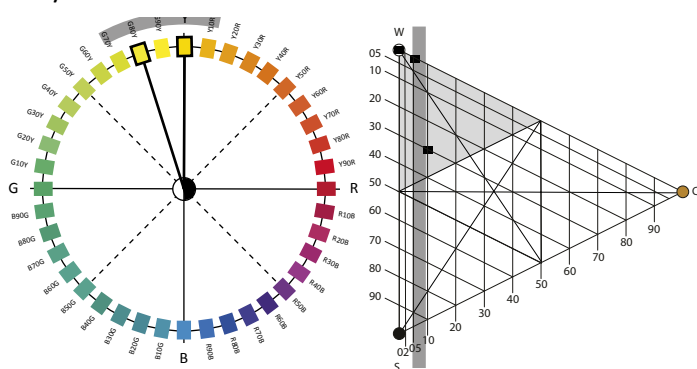 Y
Y10R
Y20R
Y30R
Y40R
Y50R
Y60R
Y70R
Y80R
Y90R
R
R10B
R20B
R30B
R40B
R50B
R60B
R70B
R80B
R90B
B
B10G
B20G
B30G
B40G
B50G
B60G
B70G
B80G
B90G
G
G10Y
G20Y
G30Y
G40Y
G50Y
G60Y
G70Y
G80Y
G90Y
W
05
10
20
30
40
50
60
70
80
90
S
02
05
10
20
30
40
50
60
70
80
90
C